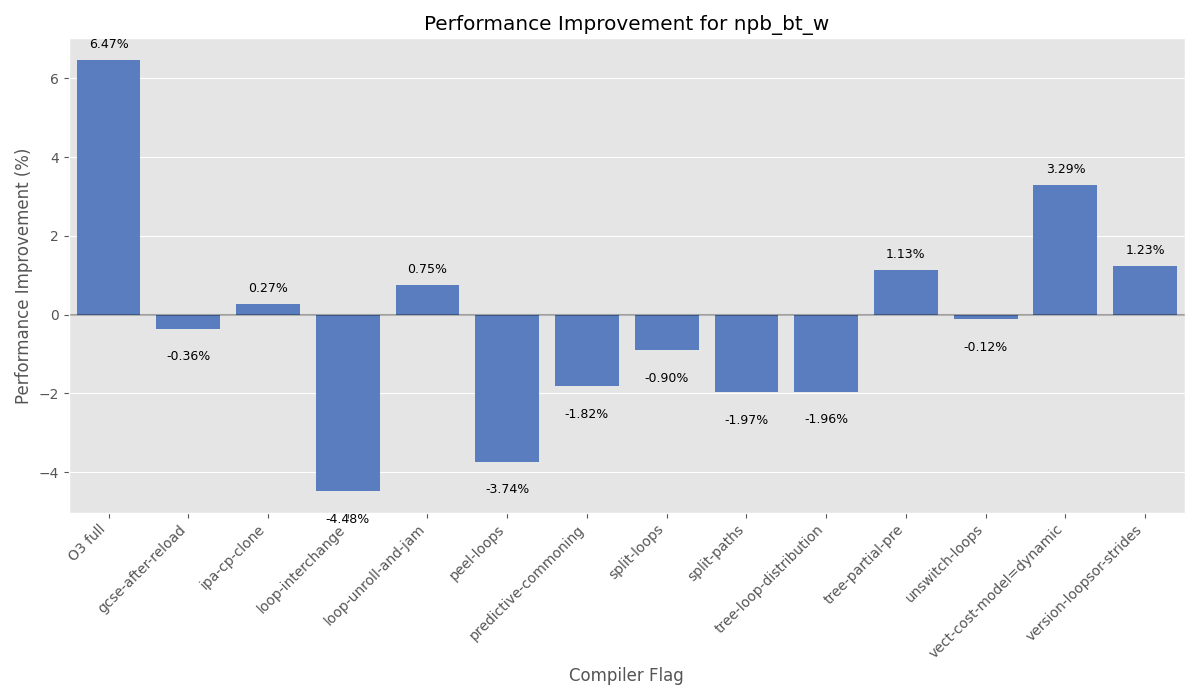 Performance Improvement for npb_bt_w
Performance Improvement (%)
6
4
2
0
−2
−4
6.47%
-0.36%
0.27%
-4.48%
0.75%
-3.74%
-1.82%
-0.90%
-1.97%
-1.96%
1.13%
-0.12%
3.29%
1.23%
O3 full
gcse-after-reload
ipa-cp-clone
loop-interchange
loop-unroll-and-jam
peel-loops
predictive-commoning
split-loops
split-paths
tree-loop-distribution
tree-partial-pre
unswitch-loops
vect-cost-model=dynamic
version-loopsor-strides
Compiler Flag